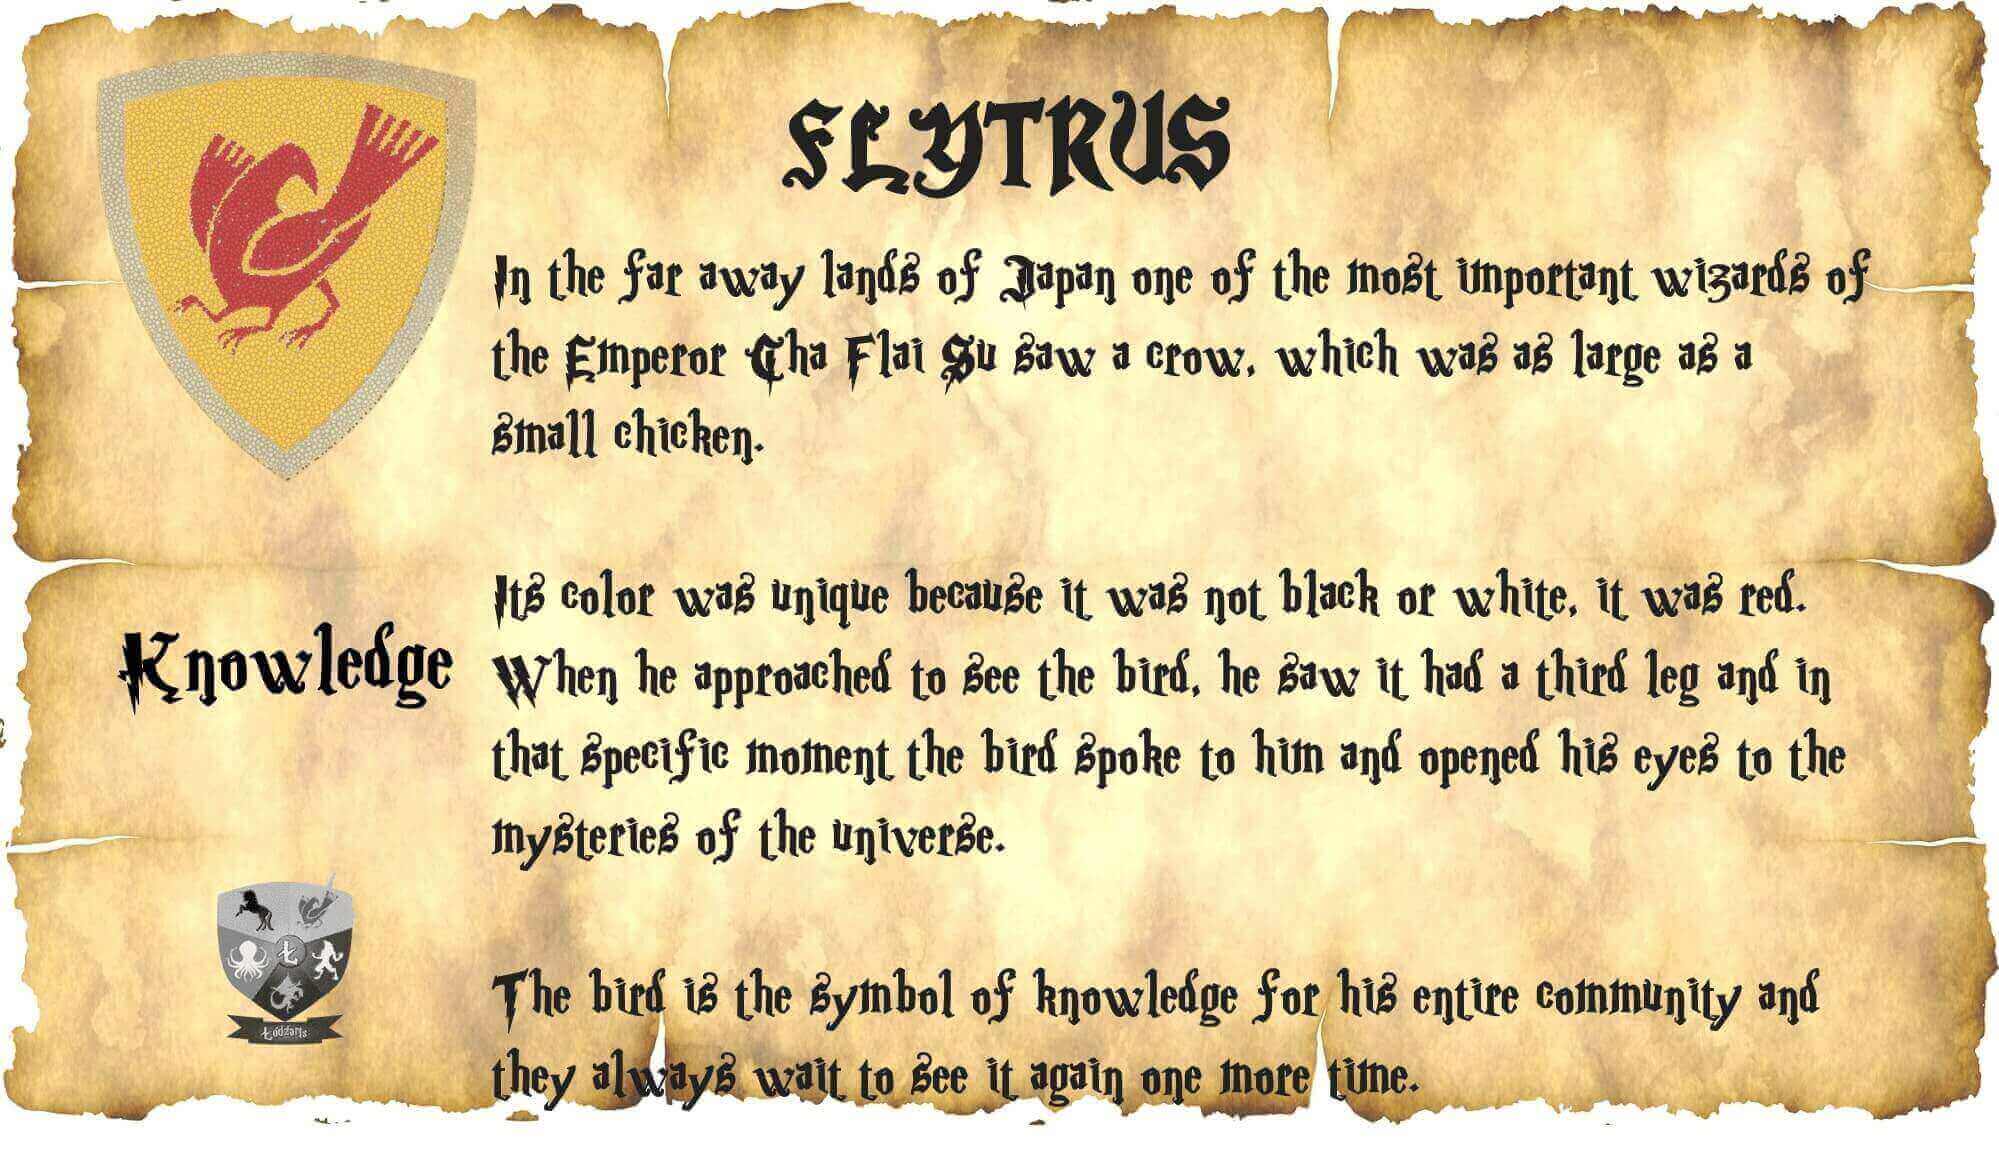 FLYTRUS
In the far away lands of Japan one of the most important wizards of
the Emperor Cha Flai Su saw a crow, which was as large as a
small chicken.
Its color was unique because it was not black or white, it was red.
Knowledge
When he approached to see the bird, he saw it had a third leg and in
that specific moment the bird spoke to him and opened his eyes to the
mysteries of the universe.
Ł
Łodzarts
The bird is the symbol of knowledge for his entire community and
they always wait to see it again one more time.